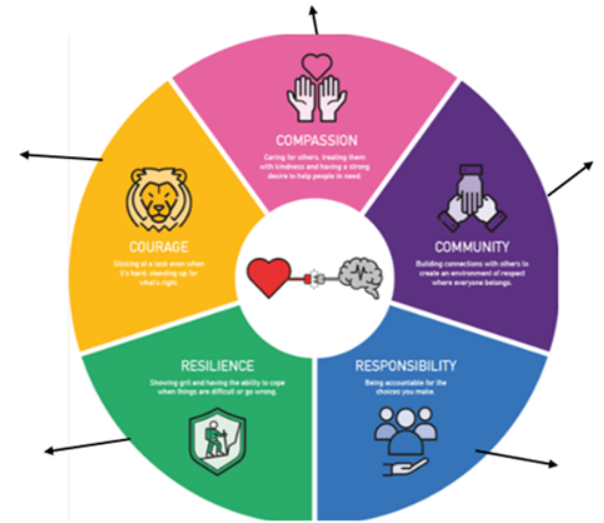 COMPASSION
Caring for others, treating them
with kindness and having a strong
desire to help people in need.
COURAGE
Sticking at a task even when
it's hard, standing up for
what's right.
COMMUNITY
Building connections with others to
create an environment of respect
where everyone belongs.
RESILIENCE
Showing grit and having the ability to cope
when things are difficult or go wrong.
RESPONSIBILITY
Being accountable for the
choices you make.